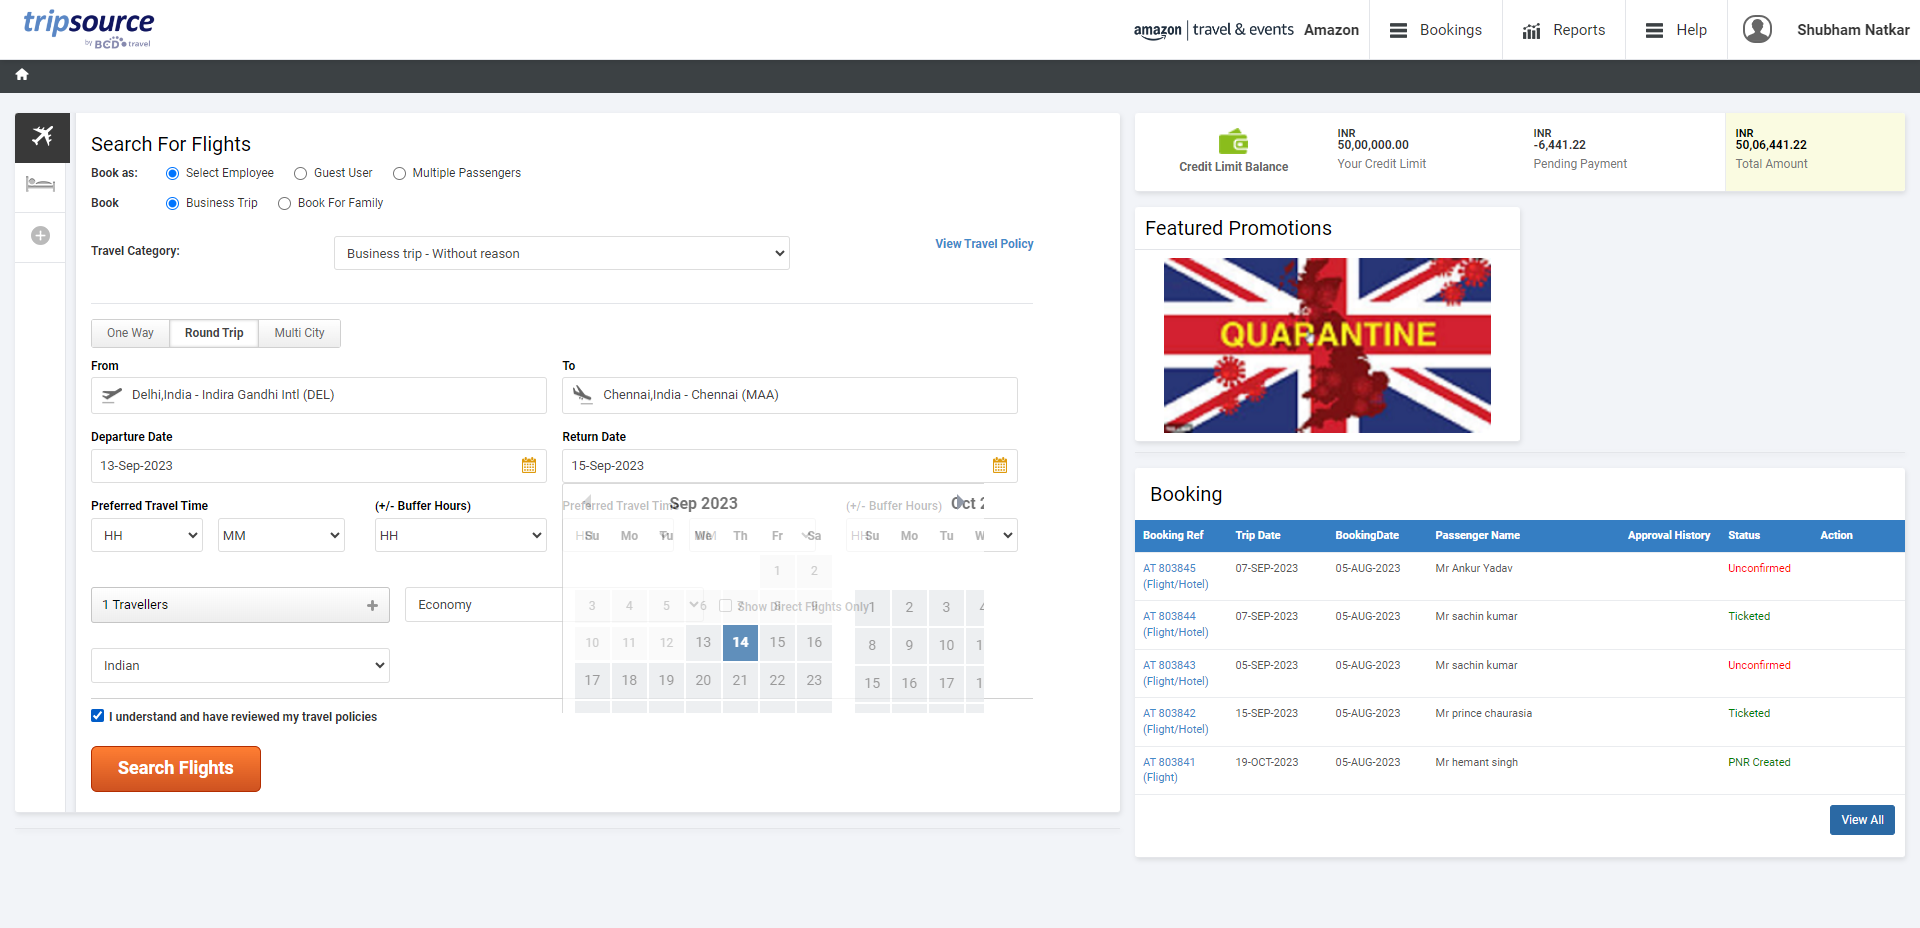 tripsource
by BCD travel
amazon | travel & events Amazon
Bookings
Reports
Help
Shubham Natkar
Search For Flights
Book as: Select Employee Guest User Multiple Passengers
Book Business Trip Book For Family
Travel Category: Business trip - Without reason View Travel Policy
One Way Round Trip Multi City
From To
Delhi,India - Indira Gandhi Intl (DEL) Chennai,India - Chennai (MAA)
Departure Date Return Date
13-Sep-2023 15-Sep-2023
Preferred Travel Time (+/- Buffer Hours) Preferred Travel Time (+/- Buffer Hours)
HH MM HH HH MM HH
Sep 2023 Oct 2
Su Mo Tu We Th Fr Sa Su Mo Tu W
1 2
3 4 5 6 7 8 9 1 2 3 4
10 11 12 13 14 15 16 8 9 10 1
17 18 19 20 21 22 23 15 16 17 1
1 Travellers + Economy Show Direct Flights Only
Indian
I understand and have reviewed my travel policies
Search Flights
Credit Limit Balance
INR
50,00,000.00
Your Credit Limit
INR
-6,441.22
Pending Payment
INR
50,06,441.22
Total Amount
Featured Promotions
QUARANTINE
Booking
Booking Ref Trip Date BookingDate Passenger Name Approval History Status Action
AT 803845 07-SEP-2023 05-AUG-2023 Mr Ankur Yadav Unconfirmed
(Flight/Hotel)
AT 803844 07-SEP-2023 05-AUG-2023 Mr sachin kumar Ticketed
(Flight/Hotel)
AT 803843 05-SEP-2023 05-AUG-2023 Mr sachin kumar Unconfirmed
(Flight/Hotel)
AT 803842 15-SEP-2023 05-AUG-2023 Mr prince chaurasia Ticketed
(Flight/Hotel)
AT 803841 19-OCT-2023 05-AUG-2023 Mr hemant singh PNR Created
(Flight)
View All